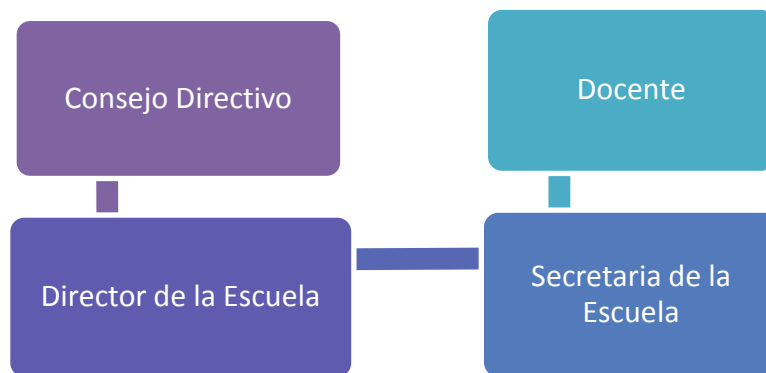 Consejo Directivo
Docente
Director de la Escuela
Secretaria de la
Escuela